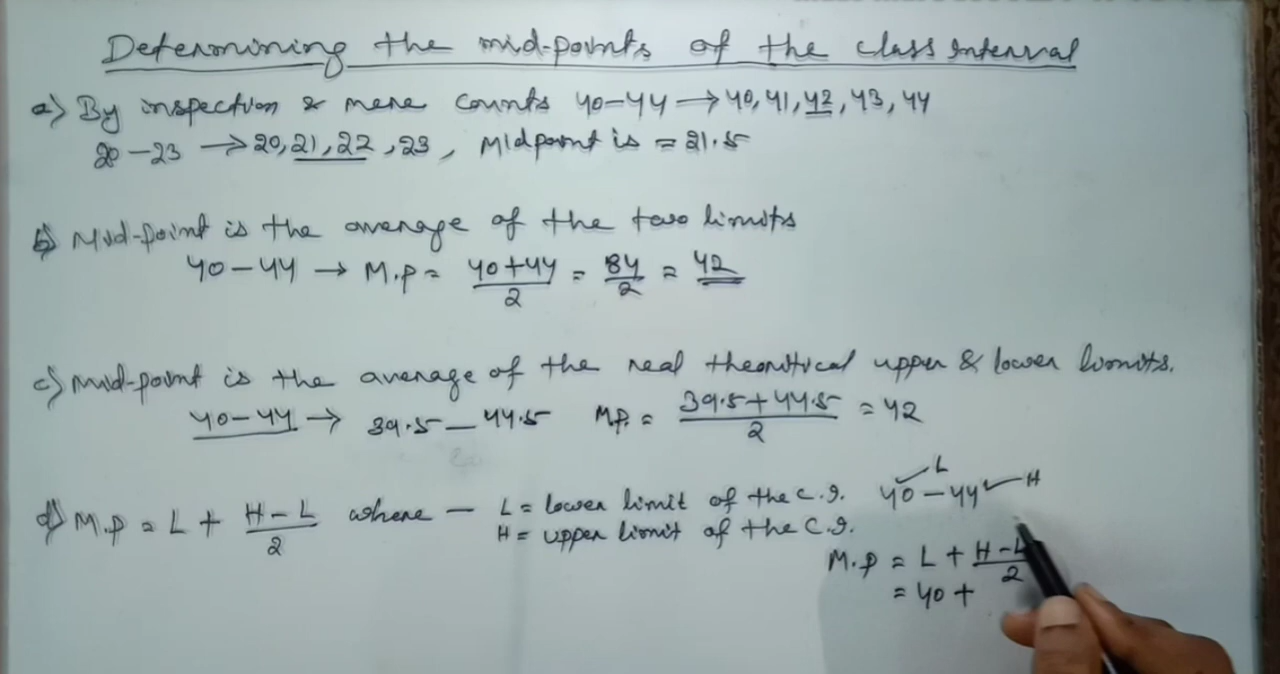 Determining the mid-points of the class Interval
a) By inspection & mere counts 40-44 → 40, 41, 42, 43, 44
20-23 → 20, 21, 22, 23, Midpoint is = 21.5
b) Mid-point is the average of the two limits
40-44 → M.p = 40+44/2 = 84/2 = 42
c) Mid-point is the average of the real theoritical upper & lower limits.
40-44 → 39.5 - 44.5 M.p. = 39.5+44.5/2 = 42
d) M.p = L + H-L/2 where - L = lower limit of the C.I. 40-44 L H
H = upper limit of the C.I.
M.p = L + H-L/2
= 40 +